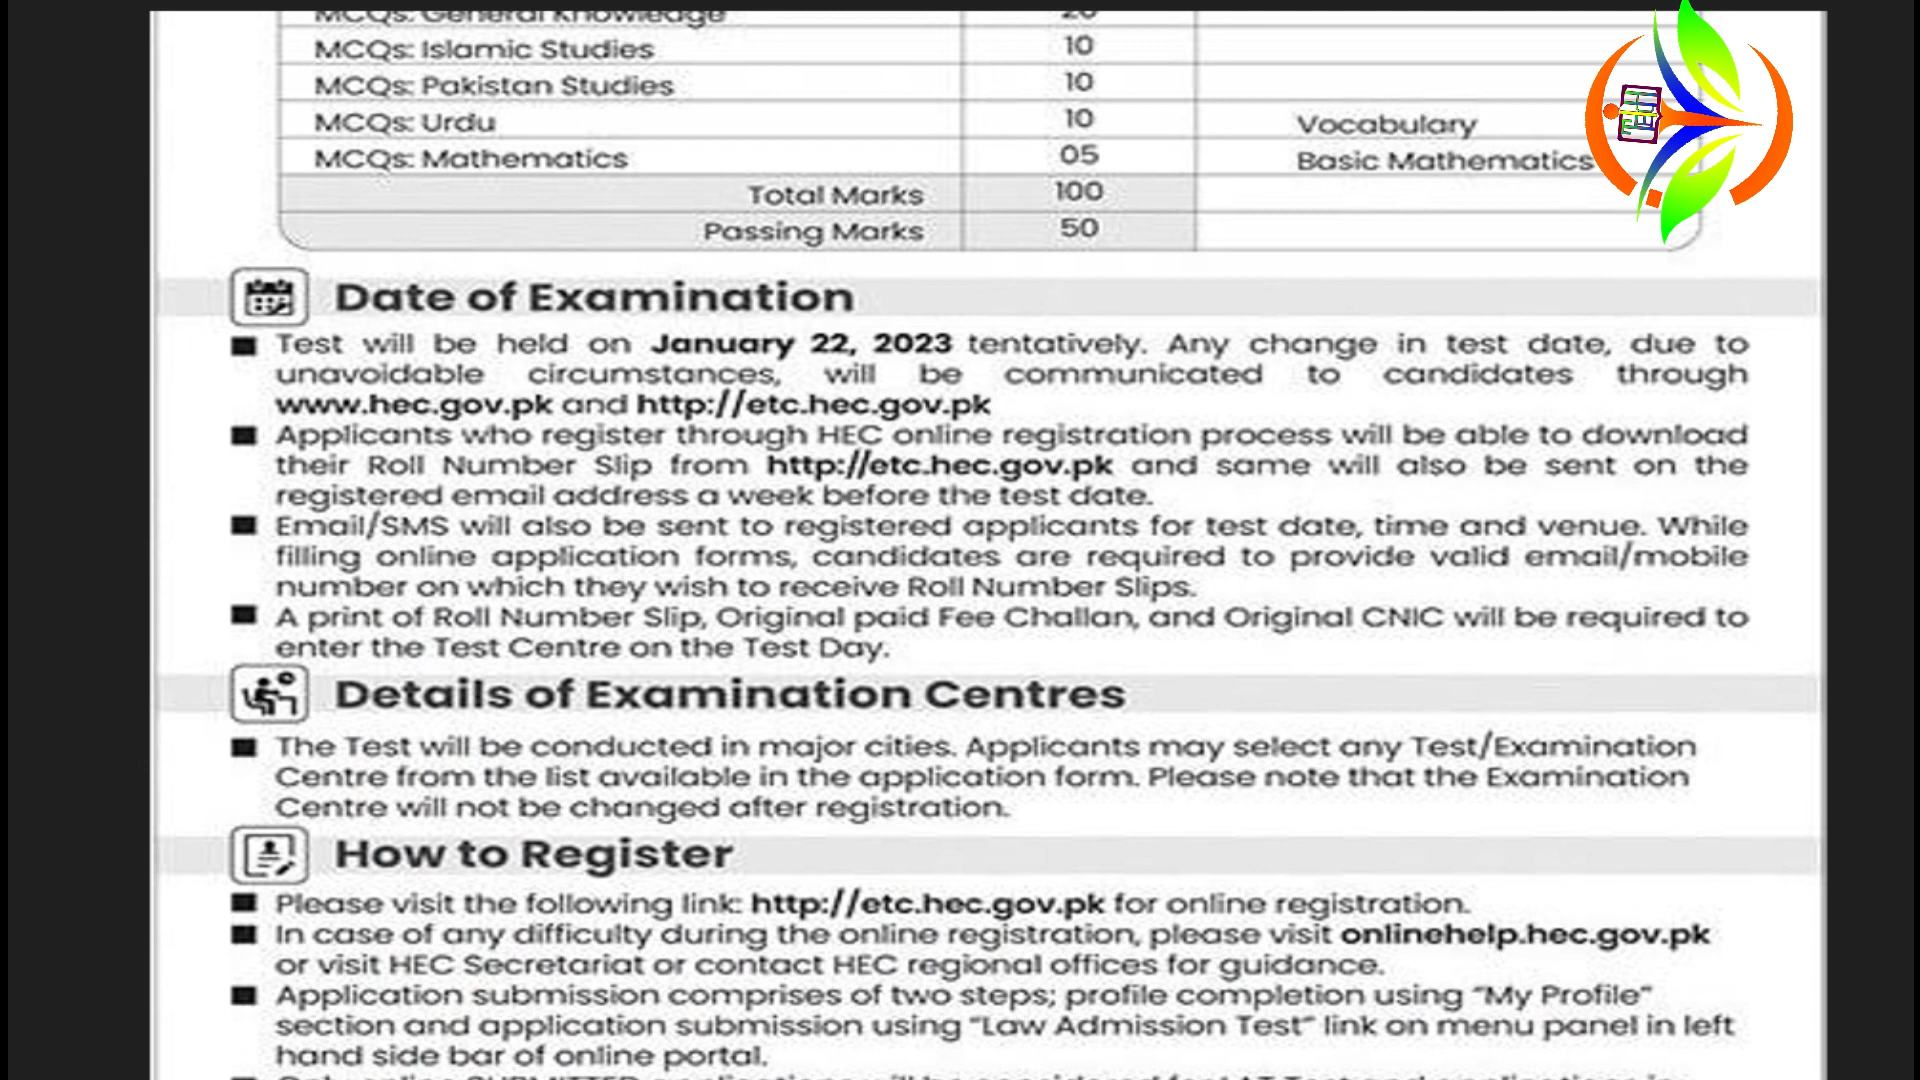 MCQs: General Knowledge 20
MCQs: Islamic Studies 10
MCQs: Pakistan Studies 10
MCQs: Urdu 10 Vocabulary
MCQs: Mathematics 05 Basic Mathematics
Total Marks 100
Passing Marks 50
TECH
Date of Examination
Test will be held on January 22, 2023 tentatively. Any change in test date, due to
unavoidable circumstances, will be communicated to candidates through
www.hec.gov.pk and http://etc.hec.gov.pk
Applicants who register through HEC online registration process will be able to download
their Roll Number Slip from http://etc.hec.gov.pk and same will also be sent on the
registered email address a week before the test date.
Email/SMS will also be sent to registered applicants for test date, time and venue. While
filling online application forms, candidates are required to provide valid email/mobile
number on which they wish to receive Roll Number Slips.
A print of Roll Number Slip, Original paid Fee Challan, and Original CNIC will be required to
enter the Test Centre on the Test Day.
Details of Examination Centres
The Test will be conducted in major cities. Applicants may select any Test/Examination
Centre from the list available in the application form. Please note that the Examination
Centre will not be changed after registration.
How to Register
Please visit the following link: http://etc.hec.gov.pk for online registration.
In case of any difficulty during the online registration, please visit onlinehelp.hec.gov.pk
or visit HEC Secretariat or contact HEC regional offices for guidance.
Application submission comprises of two steps; profile completion using "My Profile"
section and application submission using "Law Admission Test" link on menu panel in left
hand side bar of online portal.